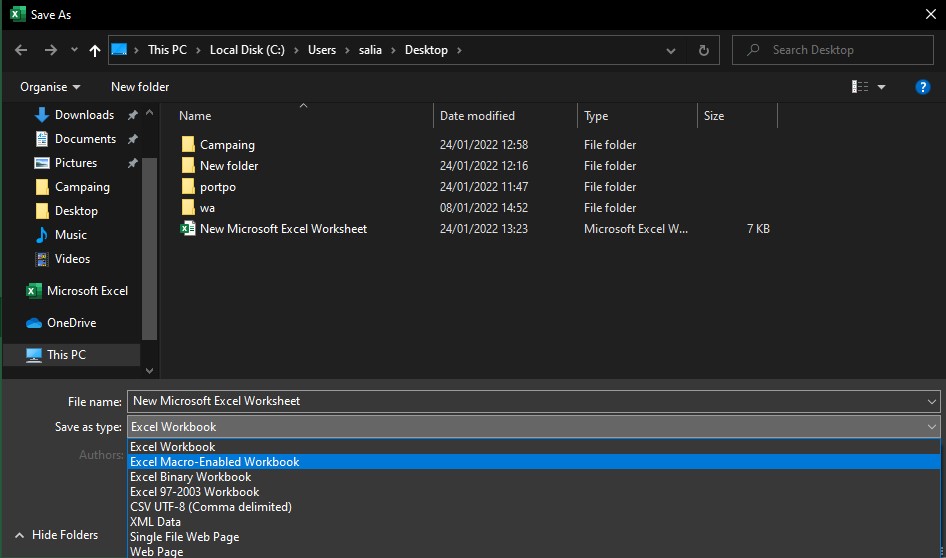 Save As
This PC > Local Disk (C:) > Users > salia > Desktop >
Search Desktop
Organise New folder
Name Date modified Type Size
Downloads
Documents
Pictures
Campaing
Desktop
Music
Videos
Microsoft Excel
OneDrive
This PC
Campaing 24/01/2022 12:58 File folder
New folder 24/01/2022 12:16 File folder
portpo 24/01/2022 11:47 File folder
wa 08/01/2022 14:52 File folder
New Microsoft Excel Worksheet 24/01/2022 13:23 Microsoft Excel W... 7 KB
File name: New Microsoft Excel Worksheet
Save as type: Excel Workbook
Authors:
Excel Workbook
Excel Macro-Enabled Workbook
Excel Binary Workbook
Excel 97-2003 Workbook
CSV UTF-8 (Comma delimited)
XML Data
Single File Web Page
Web Page
Hide Folders